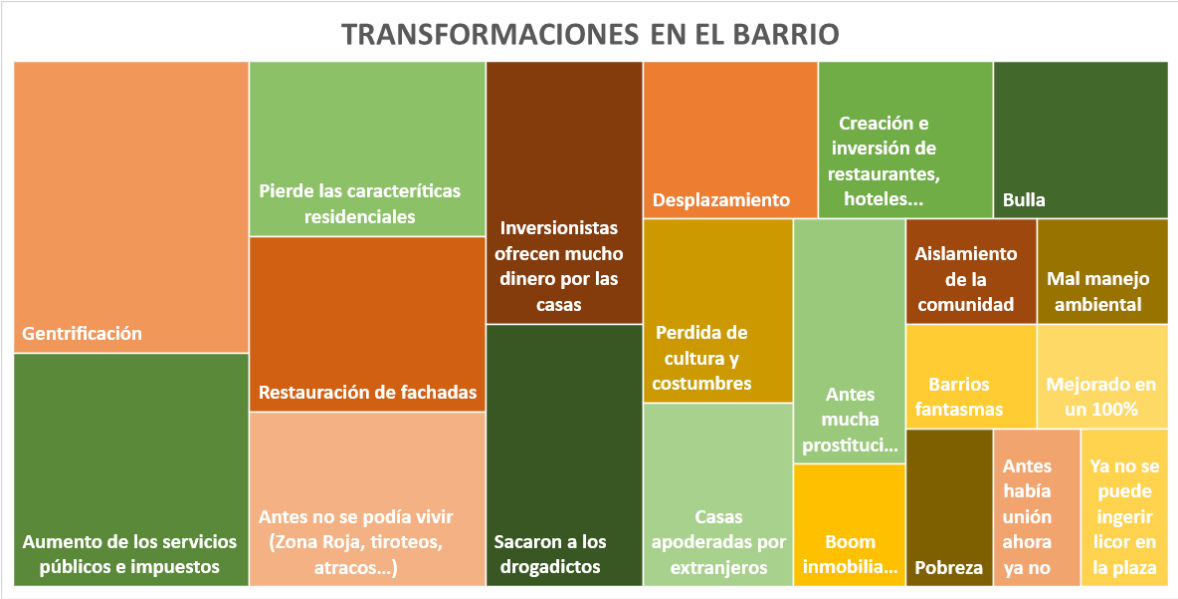 TRANSFORMACIONES EN EL BARRIO
Gentrificación
Aumento de los servicios
públicos e impuestos
Pierde las caracteríticas
residenciales
Restauración de fachadas
Antes no se podía vivir
(Zona Roja, tiroteos,
atracos...)
Inversionistas
ofrecen mucho
dinero por las
casas
Sacaron a los
drogadictos
Desplazamiento
Creación e
inversión de
restaurantes,
hoteles...
Bulla
Perdida de
cultura y
costumbres
Casas
apoderadas por
extranjeros
Antes
mucha
prostituci...
Boom
inmobilia...
Aislamiento
de la
comunidad
Mal manejo
ambiental
Barrios
fantasmas
Mejorado en
un 100%
Pobreza
Antes
había
unión
ahora
ya no
Ya no se
puede
ingerir
licor en
la plaza